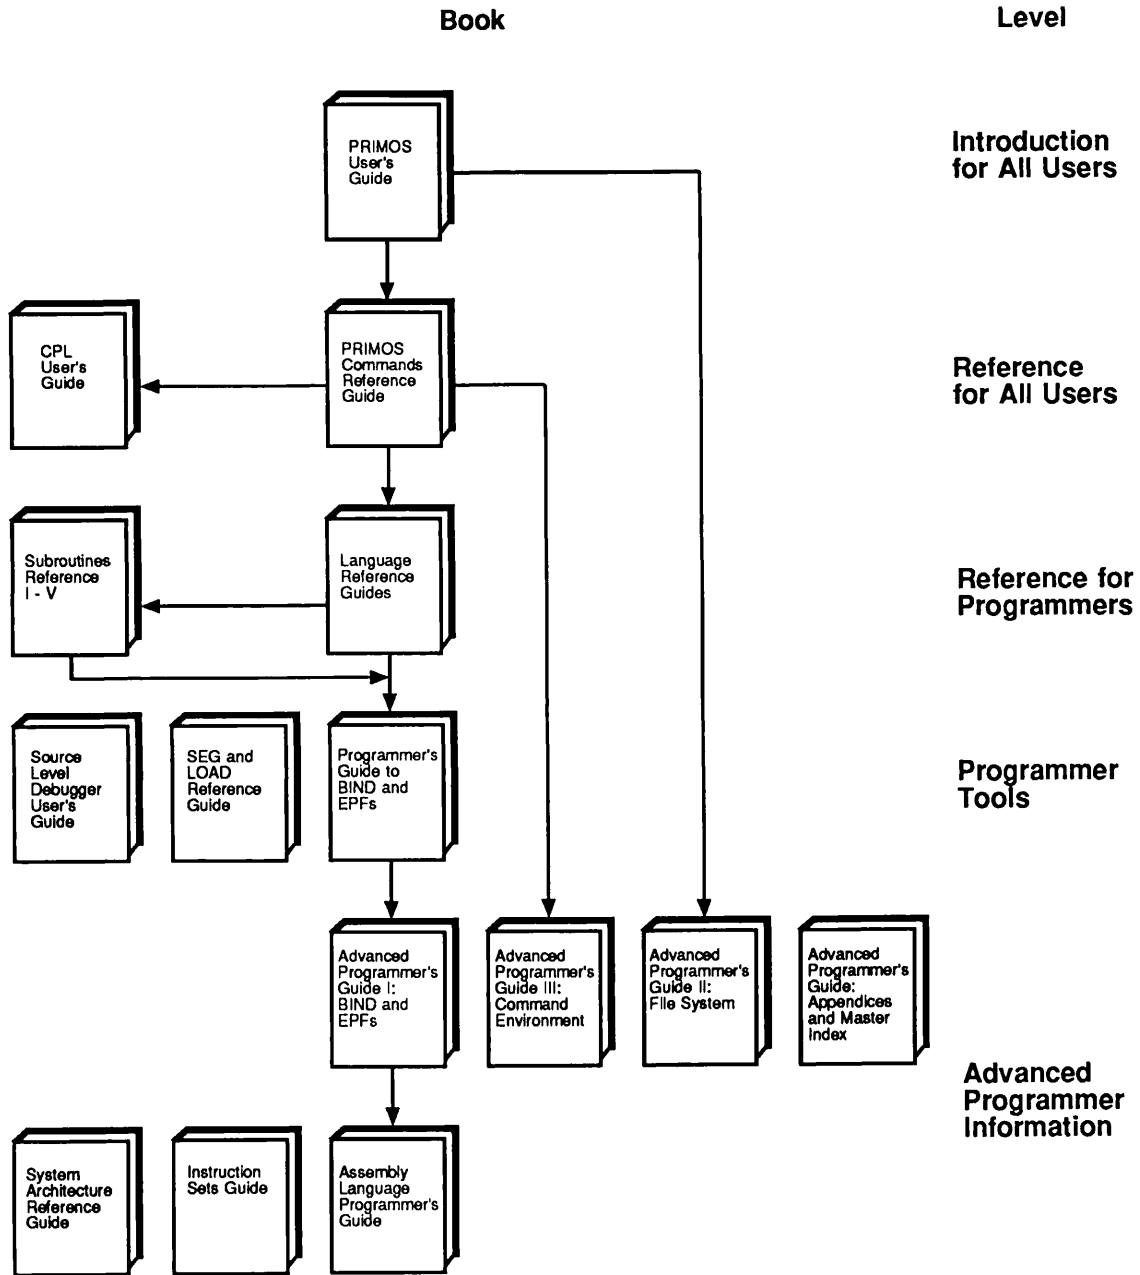 Book
Level
PRIMOS
User's
Guide
Introduction
for All Users
CPL
User's
Guide
PRIMOS
Commands
Reference
Guide
Reference
for All Users
Subroutines
Reference
I - V
Language
Reference
Guides
Reference for
Programmers
Source
Level
Debugger
User's
Guide
SEG and
LOAD
Reference
Guide
Programmer's
Guide to
BIND and
EPFs
Programmer
Tools
Advanced
Programmer's
Guide I:
BIND and
EPFs
Advanced
Programmer's
Guide III:
Command
Environment
Advanced
Programmer's
Guide II:
File System
Advanced
Programmer's
Guide:
Appendices
and Master
Index
Advanced
Programmer
Information
System
Architecture
Reference
Guide
Instruction
Sets Guide
Assembly
Language
Programmer's
Guide